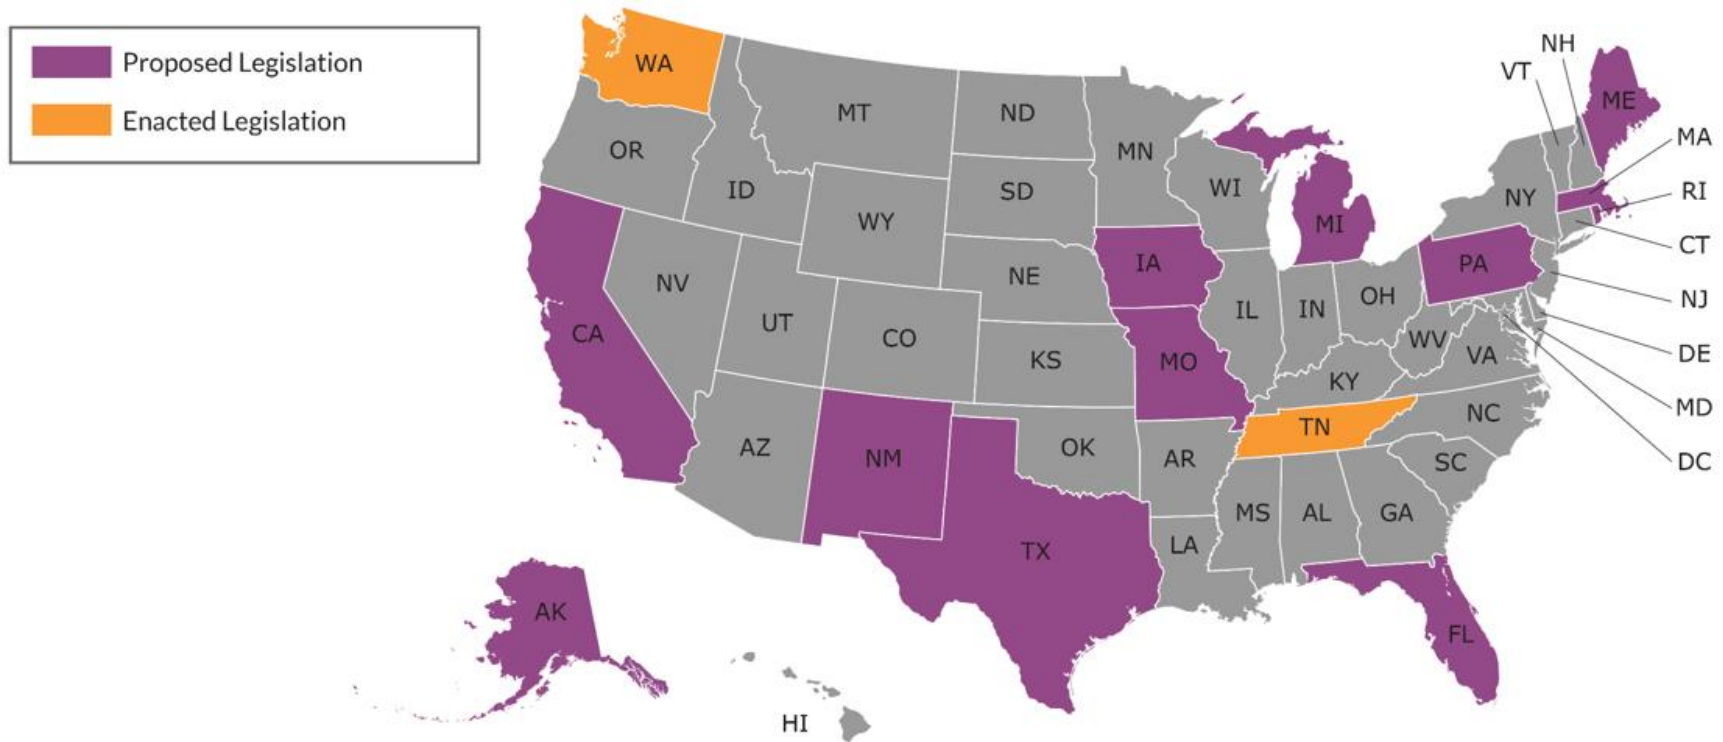 Proposed Legislation
Enacted Legislation
WA
OR
CA
NV
ID
MT
WY
UT
AZ
CO
NM
ND
SD
NE
KS
OK
TX
MN
IA
MO
AR
LA
WI
IL
MI
IN
OH
KY
TN
MS
AL
GA
FL
SC
NC
VA
WV
PA
NY
VT
NH
ME
MA
RI
CT
NJ
DE
MD
DC
AK
HI